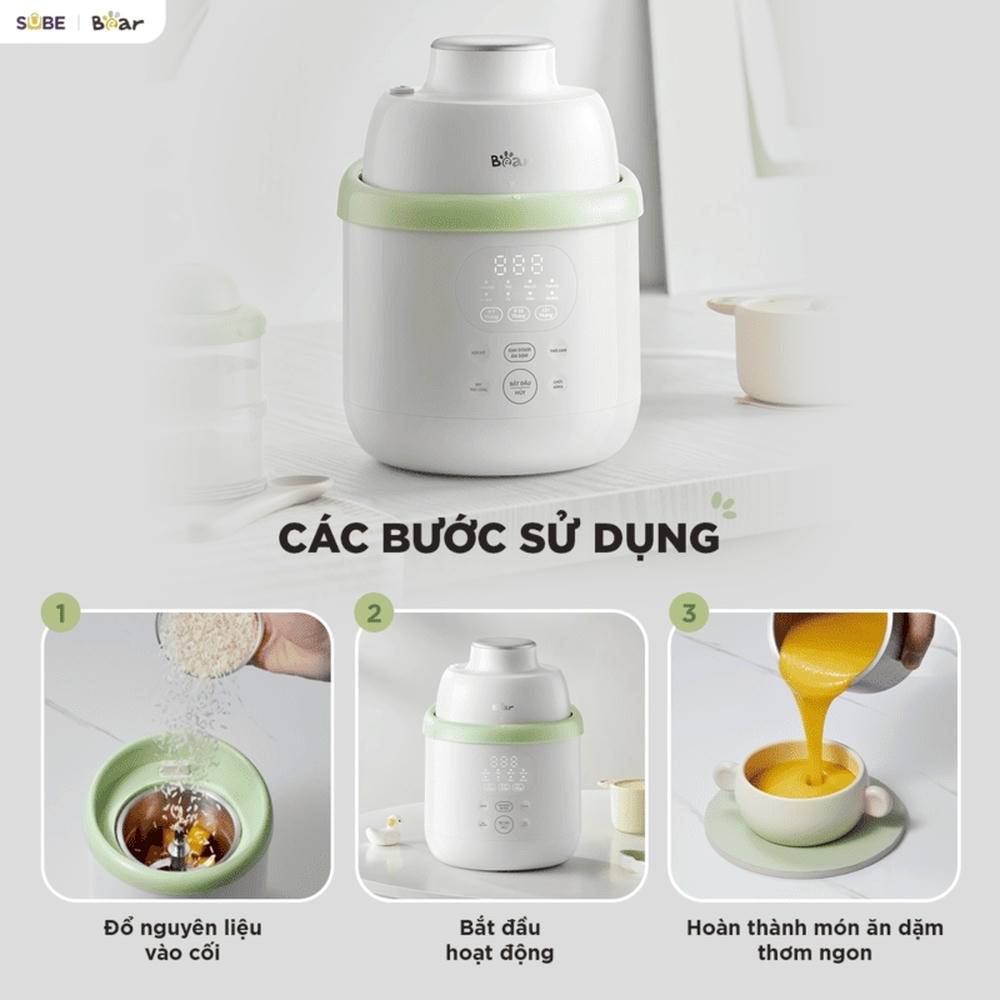 SUBE | Bear
Bear
888
BẮT ĐẦU
HỦY
CÁC BƯỚC SỬ DỤNG
1
2
3
Bear
888
Đổ nguyên liệu
vào cối
Bắt đầu
hoạt động
Hoàn thành món ăn dặm
thơm ngon